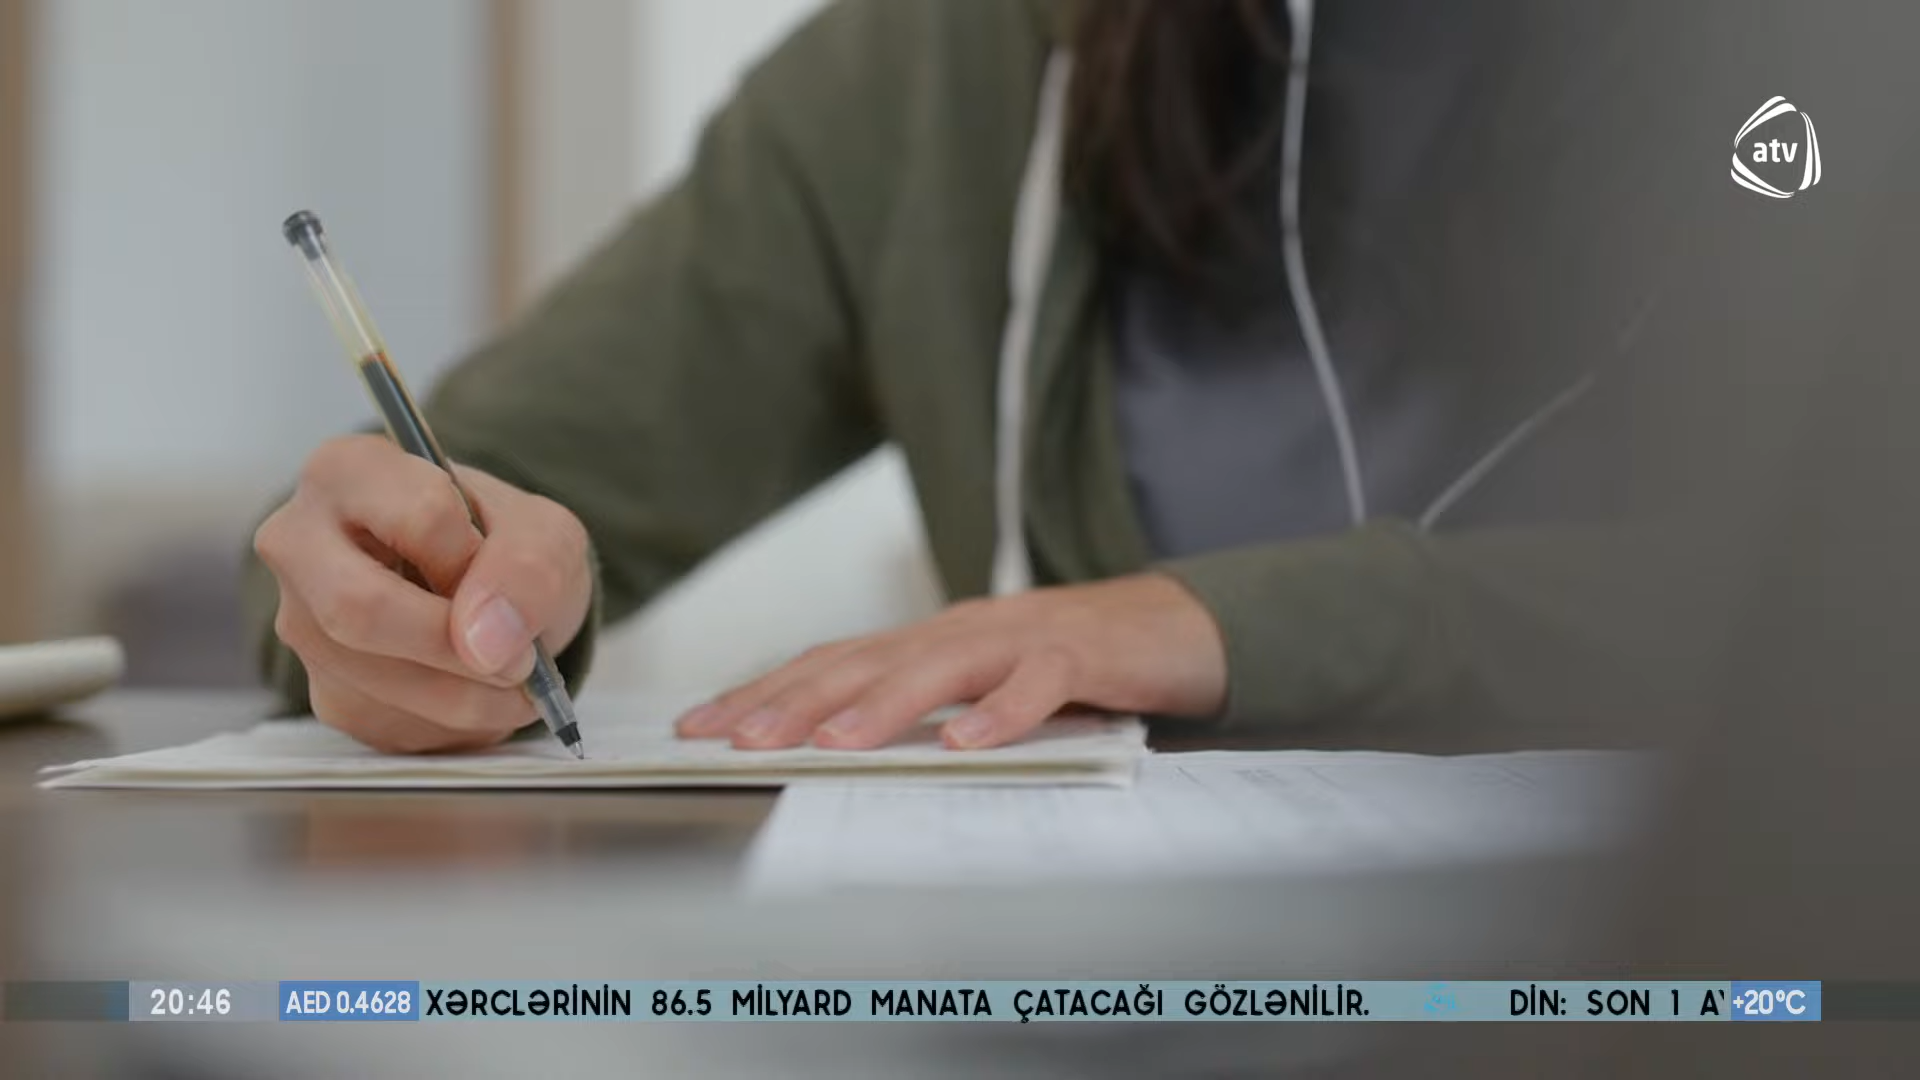 atv
20:46 AED 0.4628 XƏRCLƏRİNİN 86.5 MİLYARD MANATA ÇATACAĞI GÖZLƏNİLİR. DİN: SON 1 +20°C